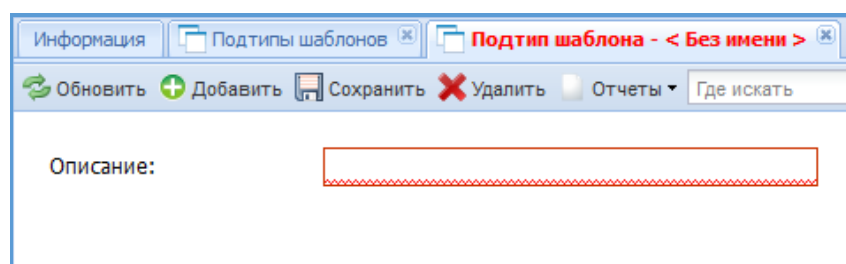 Информация Подтипы шаблонов Подтип шаблона - < Без имени >
Обновить Добавить Сохранить Удалить Отчеты Где искать
Описание: